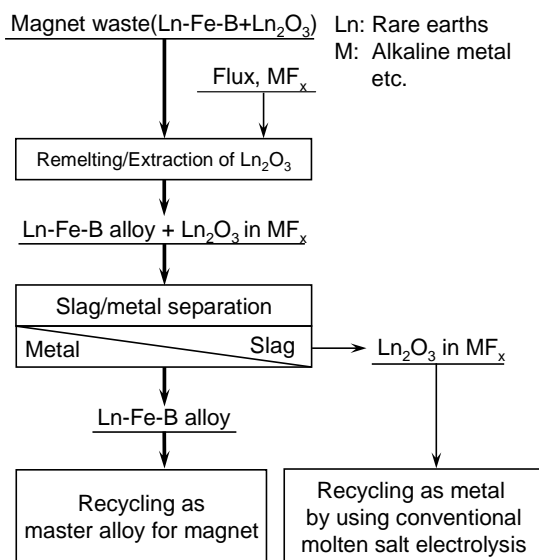 Magnet waste(Ln-Fe-B+Ln₂O₃)
Ln: Rare earths
M: Alkaline metal
etc.
Flux, MFₓ
Remelting/Extraction of Ln₂O₃
Ln-Fe-B alloy + Ln₂O₃ in MFₓ
Slag/metal separation
Metal
Slag
Ln₂O₃ in MFₓ
Ln-Fe-B alloy
Recycling as
master alloy for magnet
Recycling as metal
by using conventional
molten salt electrolysis